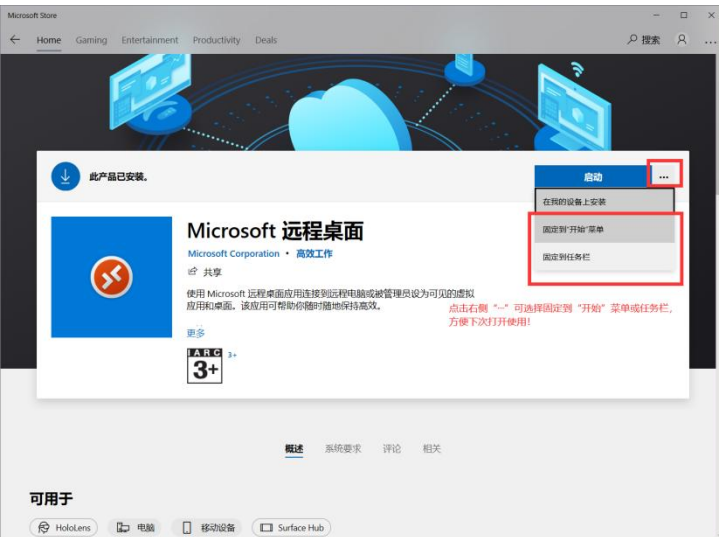 Microsoft Store
Home Gaming Entertainment Productivity Deals 搜索
此产品已安装。
启动
在我的设备上安装
固定到"开始"菜单
固定到任务栏
Microsoft 远程桌面
Microsoft Corporation • 高效工作
共享
使用 Microsoft 远程桌面应用连接到远程电脑或被管理员设为可见的虚拟
应用和桌面。该应用可帮助你随时随地保持高效。
点击右侧“···”可选择固定到“开始”菜单或任务栏，
方便下次打开使用！
更多
IARC
3+
3+
概述 系统要求 评论 相关
可用于
HoloLens 电脑 移动设备 Surface Hub